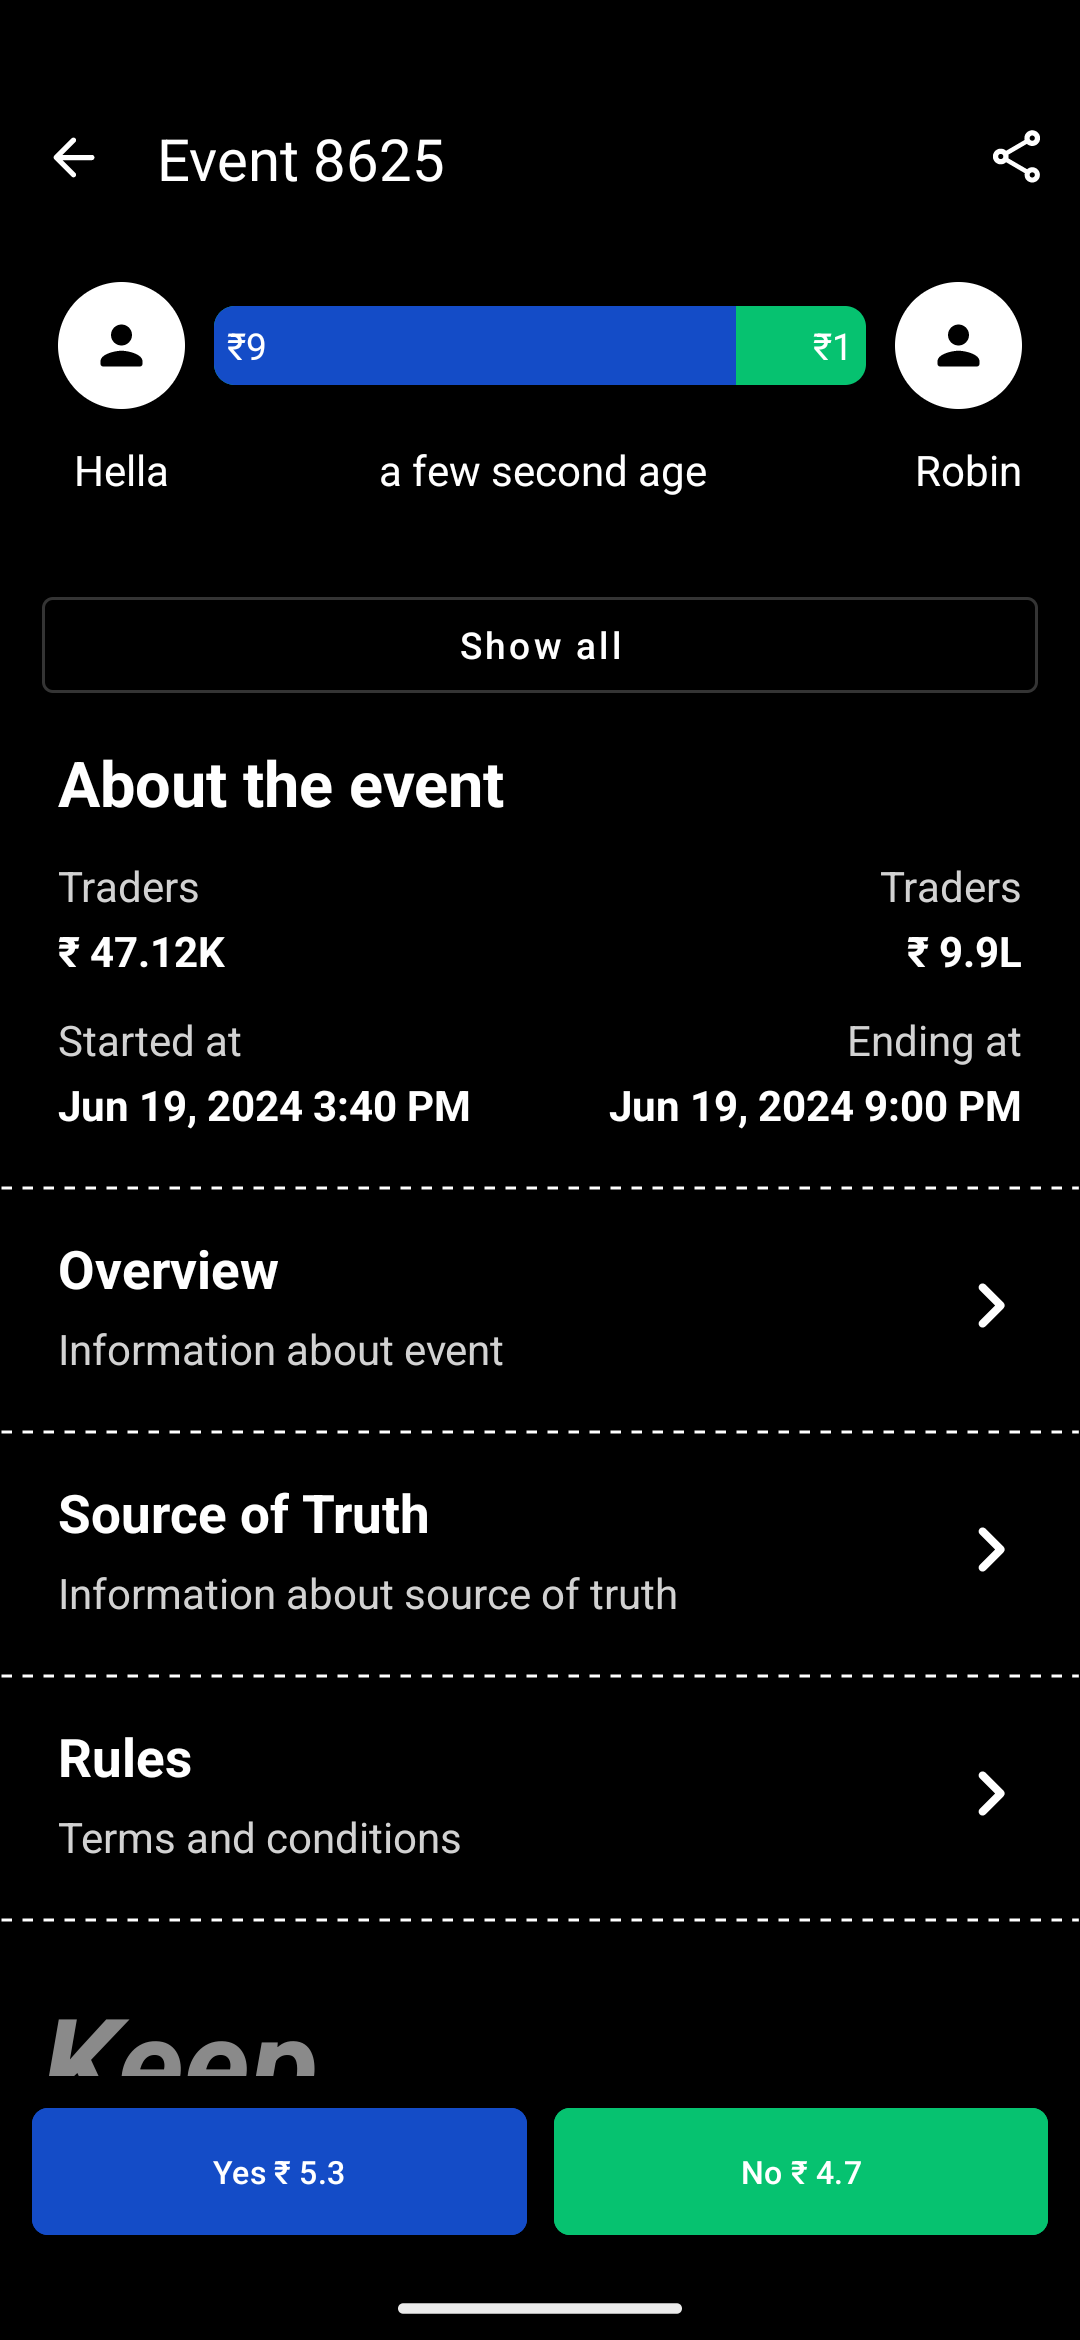 Event 8625
₹9 ₹1
Hella a few second age Robin
Show all
About the event
Traders Traders
₹ 47.12K ₹ 9.9L
Started at Ending at
Jun 19, 2024 3:40 PM Jun 19, 2024 9:00 PM
Overview
Information about event
Source of Truth
Information about source of truth
Rules
Terms and conditions
Keep
Yes ₹ 5.3 No ₹ 4.7